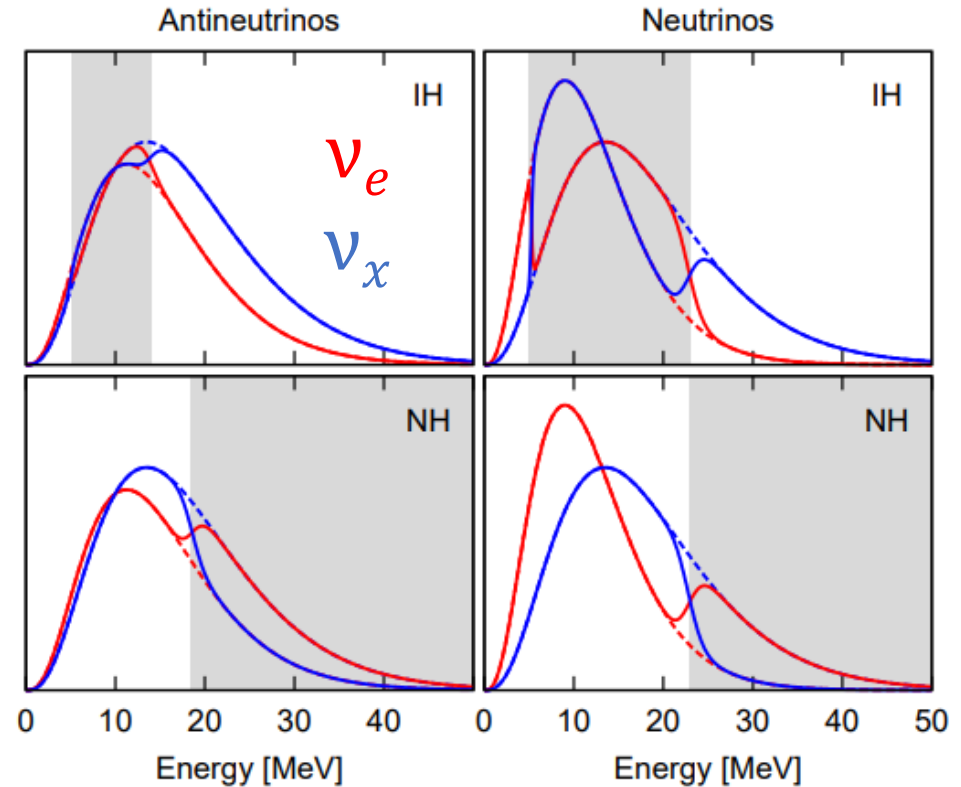 Antineutrinos Neutrinos
IH IH
νₑ
νₓ
NH NH
0 10 20 30 40 0 10 20 30 40 50
Energy [MeV] Energy [MeV]